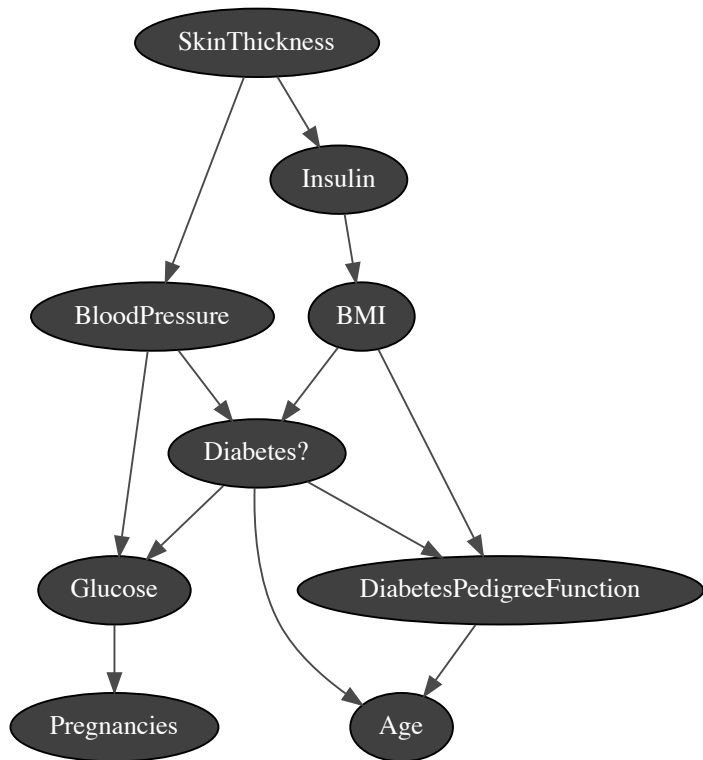 SkinThickness
Insulin
BloodPressure
BMI
Diabetes?
Glucose
DiabetesPedigreeFunction
Pregnancies
Age